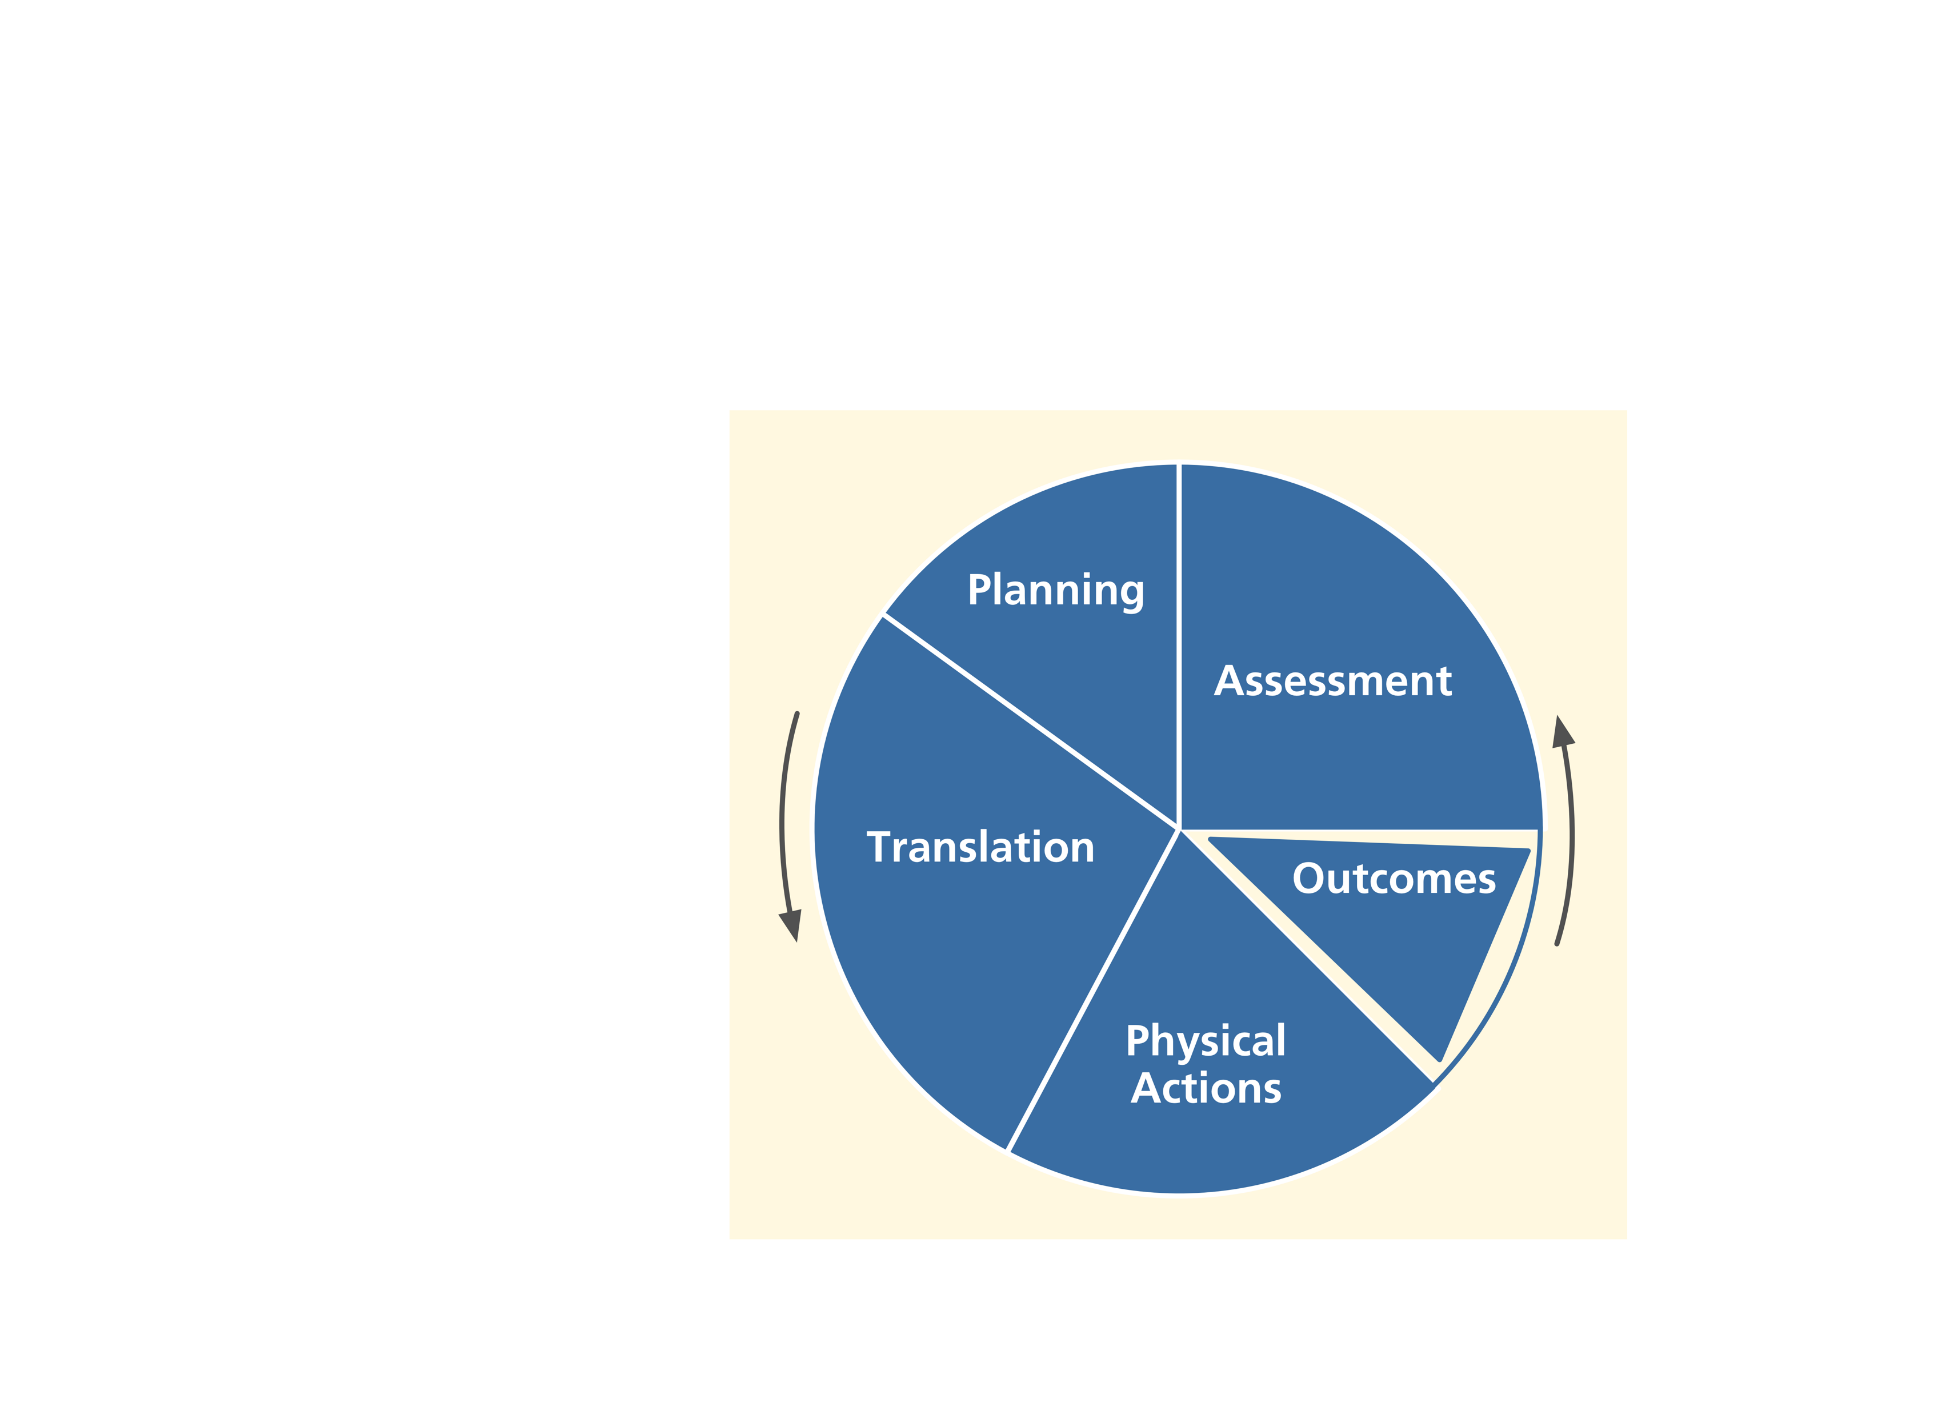 Planning
Assessment
Translation
Outcomes
Physical
Actions